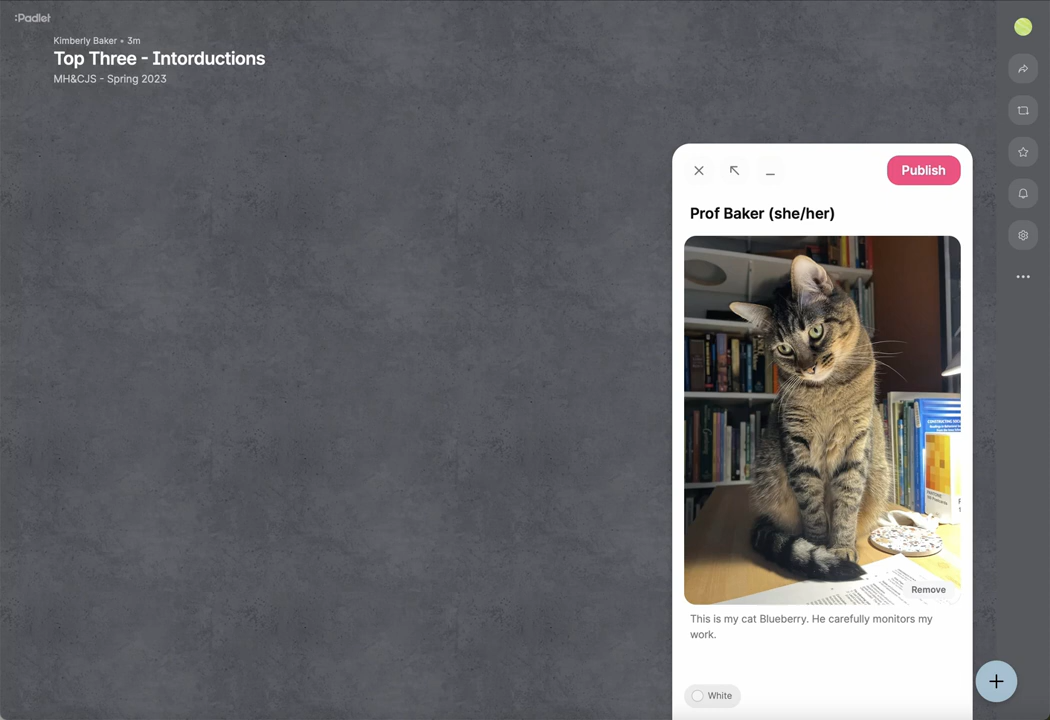 :Padlet
Kimberly Baker • 3m
Top Three - Intorductions
MH&CJS - Spring 2023
Publish
Prof Baker (she/her)
Remove
This is my cat Blueberry. He carefully monitors my
work.
White